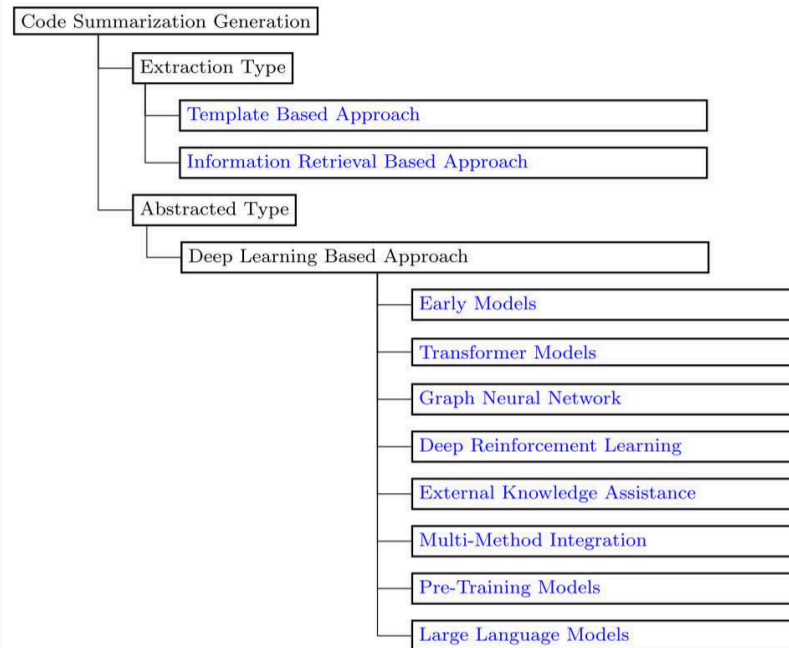 Code Summarization Generation
Extraction Type
Template Based Approach
Information Retrieval Based Approach
Abstracted Type
Deep Learning Based Approach
Early Models
Transformer Models
Graph Neural Network
Deep Reinforcement Learning
External Knowledge Assistance
Multi-Method Integration
Pre-Training Models
Large Language Models